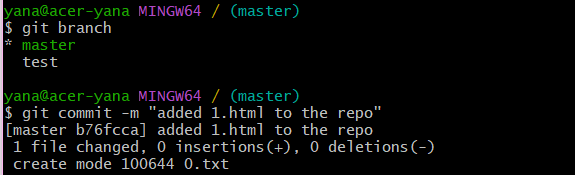 yana@acer-yana MINGW64 / (master)
$ git branch
* master
  test
yana@acer-yana MINGW64 / (master)
$ git commit -m "added 1.html to the repo"
[master b76fcca] added 1.html to the repo
 1 file changed, 0 insertions(+), 0 deletions(-)
 create mode 100644 0.txt